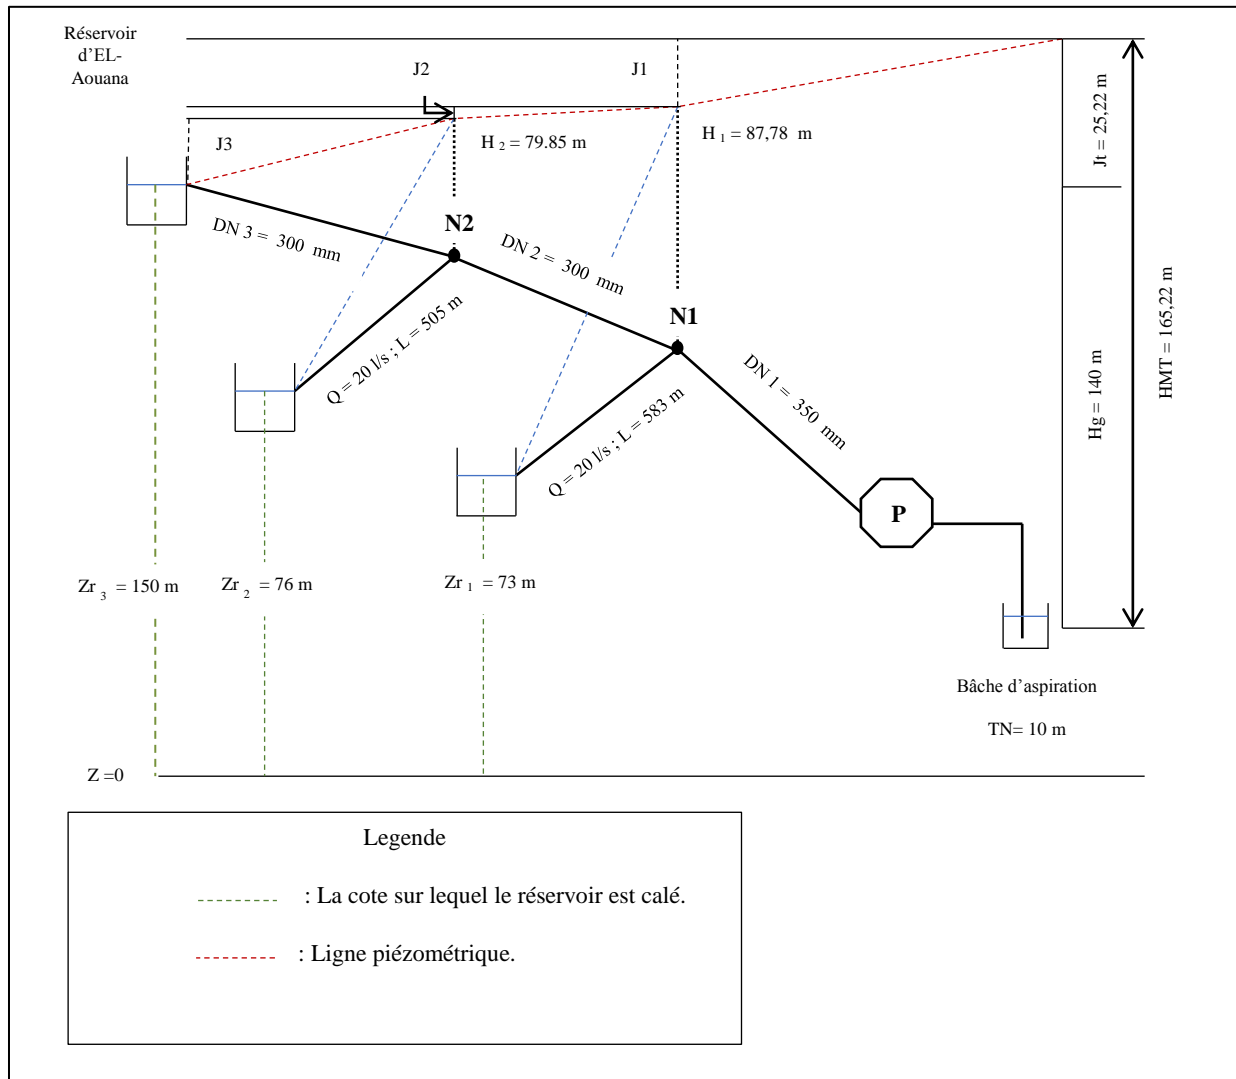 Réservoir
d’EL-
Aouana
J2
J1
J3
H 2 = 79.85 m
H 1 = 87,78 m
Jt = 25,22 m
DN 3 = 300 mm
N2
DN 2 = 300 mm
N1
Q = 20 l/s ; L = 505 m
DN 1 = 350 mm
Q = 20 l/s ; L = 583 m
Hg = 140 m
HMT = 165,22 m
P
Zr 3 = 150 m
Zr 2 = 76 m
Zr 1 = 73 m
Bâche d’aspiration
TN= 10 m
Z =0
Legende
: La cote sur lequel le réservoir est calé.
: Ligne piézométrique.